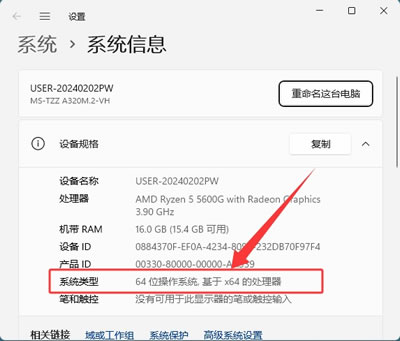 设置
系统 › 系统信息
USER-20240202PW
MS-TZZ A320M.2-VH
重命名这台电脑
设备规格
复制
设备名称 USER-20240202PW
处理器 AMD Ryzen 5 5600G with Radeon Graphics
3.90 GHz
机带 RAM 16.0 GB (15.4 GB 可用)
设备 ID 0884370F-EF0A-4234-232DB70F97F4
产品 ID 00330-80000-00000
系统类型 64 位操作系统, 基于 x64 的处理器
笔和触控 没有可用于此显示器的笔或触控输入
相关链接 域或工作组 系统保护 高级系统设置